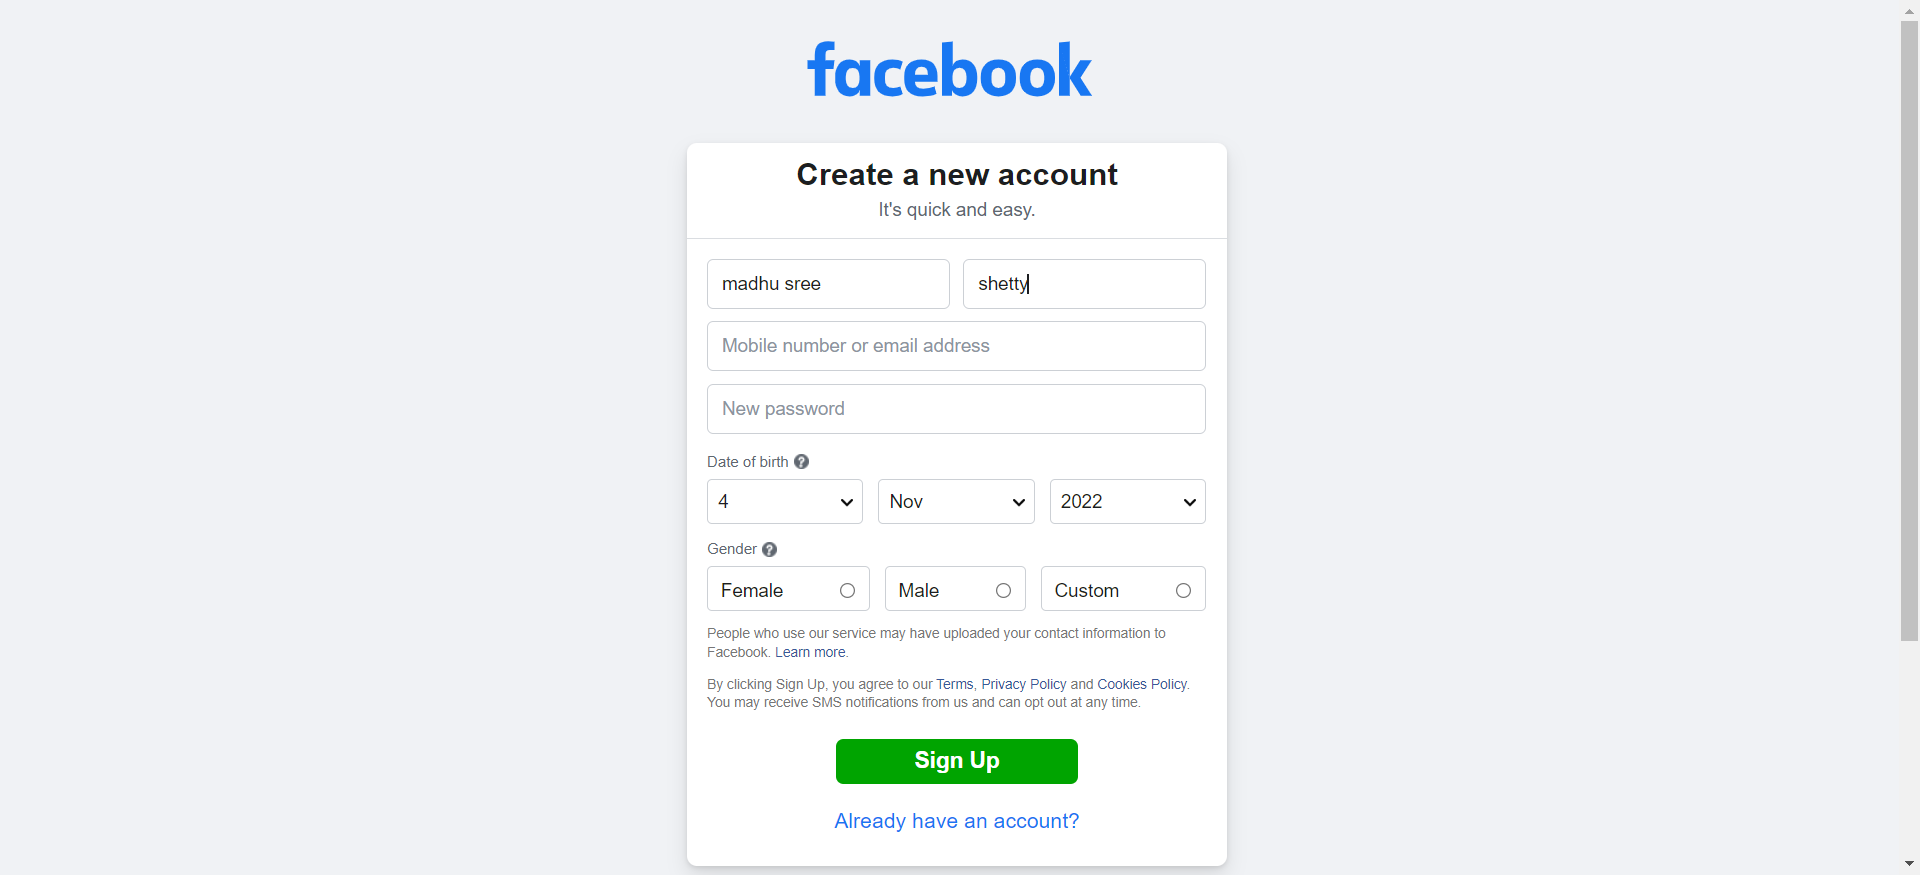 facebook
Create a new account
It's quick and easy.
madhu sree shetty
Mobile number or email address
New password
Date of birth ?
4 Nov 2022
Gender ?
Female Male Custom
People who use our service may have uploaded your contact information to
Facebook. Learn more.
By clicking Sign Up, you agree to our Terms, Privacy Policy and Cookies Policy.
You may receive SMS notifications from us and can opt out at any time.
Sign Up
Already have an account?